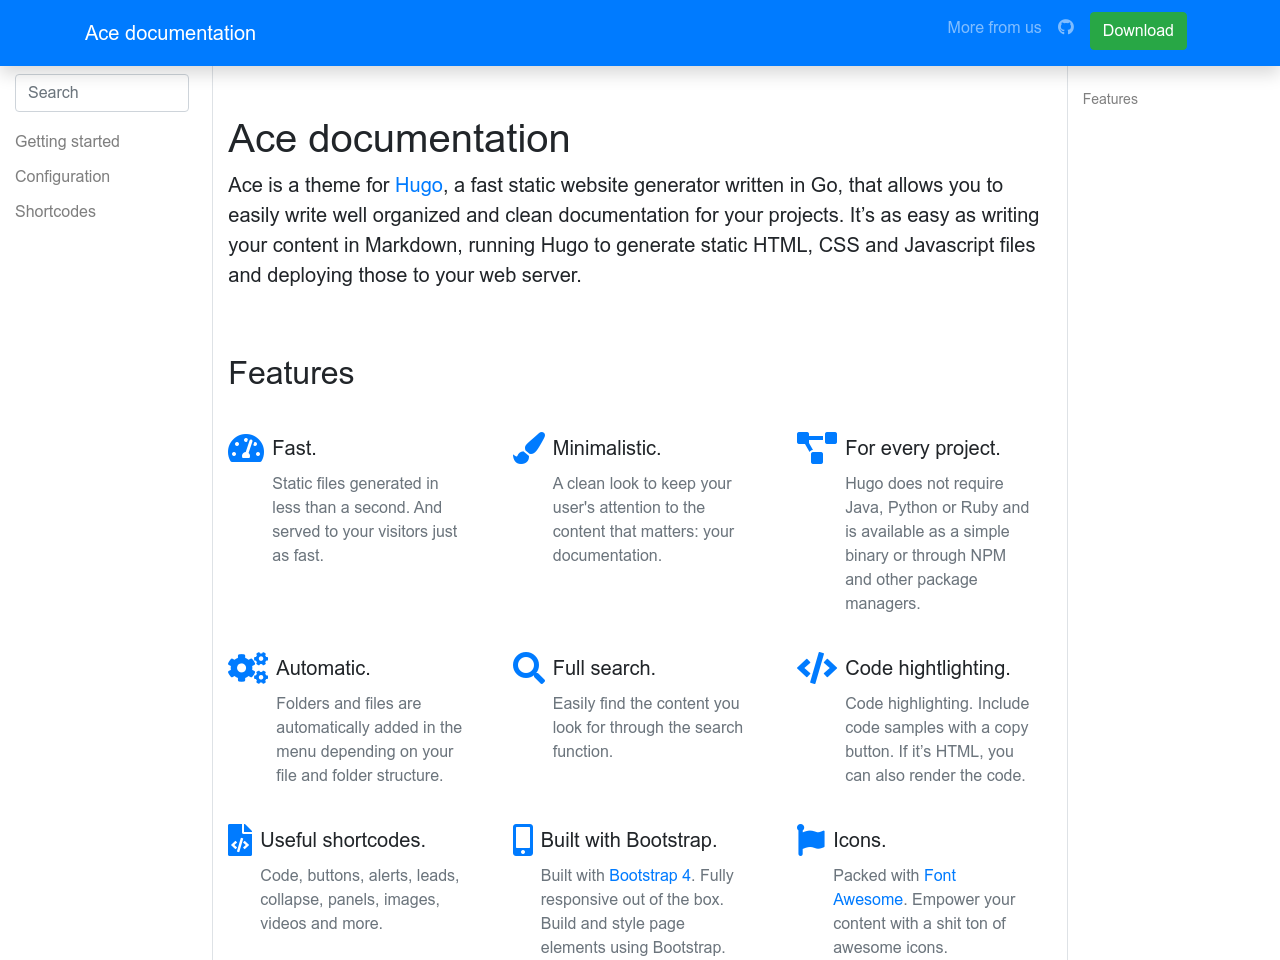 Ace documentation
More from us
Download
Search
Getting started
Configuration
Shortcodes
Features
Ace documentation
Ace is a theme for Hugo, a fast static website generator written in Go, that allows you to
easily write well organized and clean documentation for your projects. It’s as easy as writing
your content in Markdown, running Hugo to generate static HTML, CSS and Javascript files
and deploying those to your web server.
Features
Fast.
Static files generated in
less than a second. And
served to your visitors just
as fast.
Minimalistic.
A clean look to keep your
user's attention to the
content that matters: your
documentation.
For every project.
Hugo does not require
Java, Python or Ruby and
is available as a simple
binary or through NPM
and other package
managers.
Automatic.
Folders and files are
automatically added in the
menu depending on your
file and folder structure.
Full search.
Easily find the content you
look for through the search
function.
Code hightlighting.
Code highlighting. Include
code samples with a copy
button. If it’s HTML, you
can also render the code.
Useful shortcodes.
Code, buttons, alerts, leads,
collapse, panels, images,
videos and more.
Built with Bootstrap.
Built with Bootstrap 4. Fully
responsive out of the box.
Build and style page
elements using Bootstrap.
Icons.
Packed with Font
Awesome. Empower your
content with a shit ton of
awesome icons.